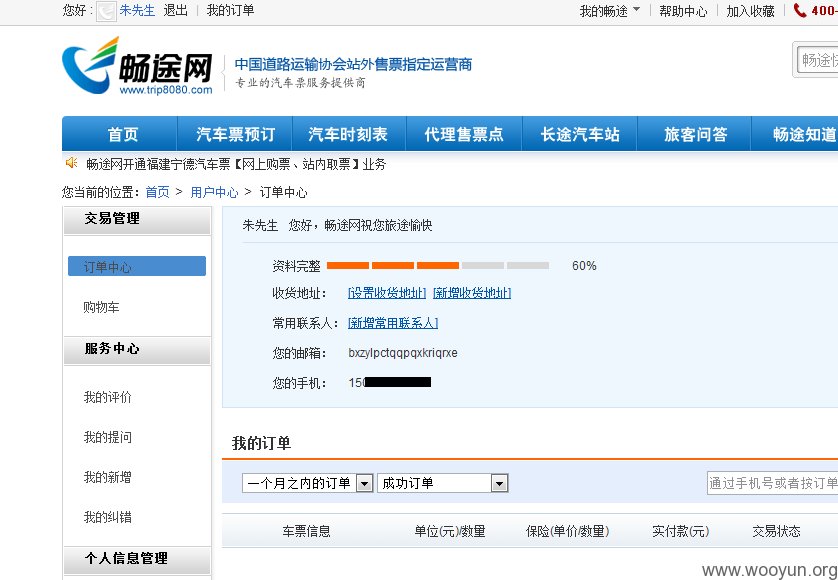 您好： 朱先生 退出 | 我的订单 我的畅途 | 帮助中心 | 加入收藏 | 400-
畅途网 www.trip8080.com
中国道路运输协会站外售票指定运营商
专业的汽车票服务提供商
畅途快
首页 汽车票预订 汽车时刻表 代理售票点 长途汽车站 旅客问答 畅途知道
畅途网开通福建宁德汽车票【网上购票、站内取票】业务
您当前的位置： 首页 > 用户中心 > 订单中心
交易管理
订单中心
购物车
服务中心
我的评价
我的提问
我的新增
我的纠错
个人信息管理
朱先生 您好，畅途网祝您旅途愉快
资料完整 60%
收货地址： [设置收货地址] [新增收货地址]
常用联系人： [新增常用联系人]
您的邮箱： bxzylpctqqpqxkriqrxe
您的手机： 150
我的订单
一个月之内的订单 成功订单 通过手机号或者按订单
车票信息 单位(元)/数量 保险(单价/数量) 实付款(元) 交易状态
www.wooyun.org